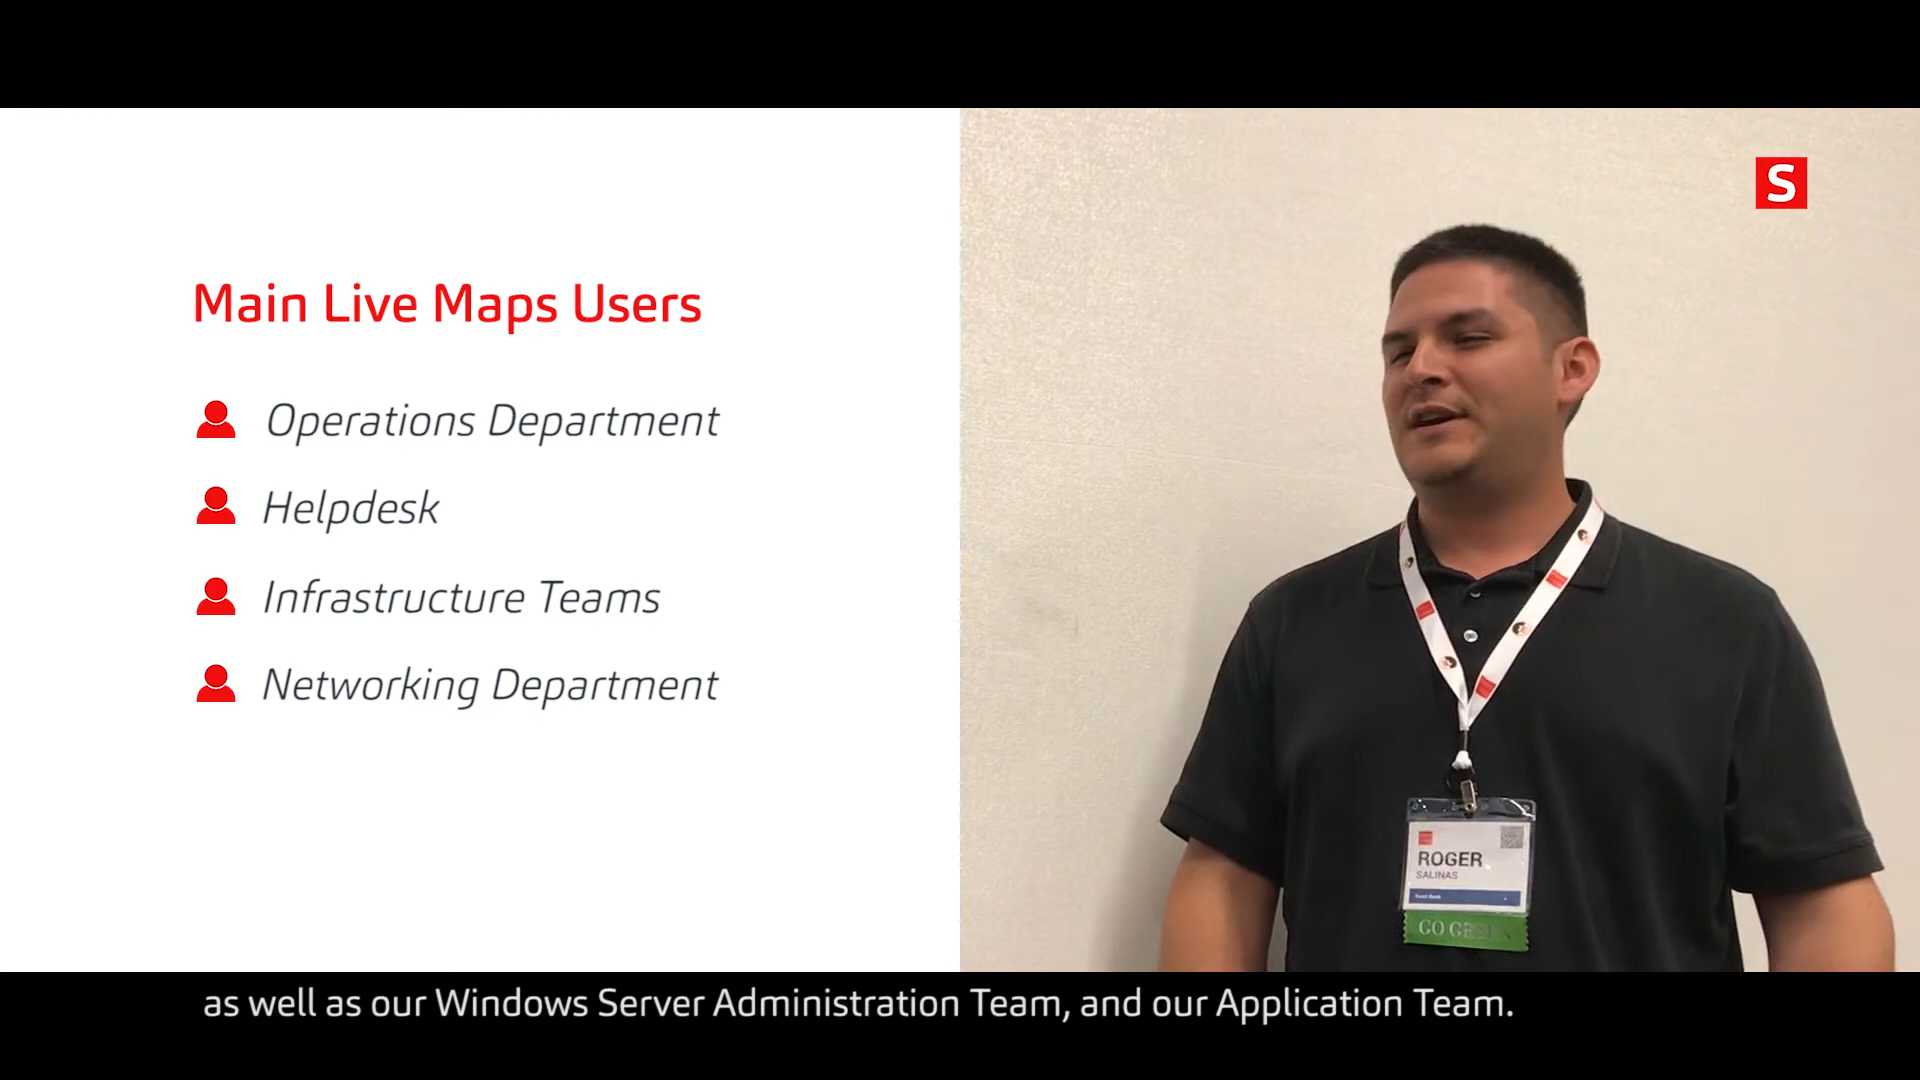 S
Main Live Maps Users
Operations Department
Helpdesk
Infrastructure Teams
Networking Department
ROGER
SALINAS
GO
as well as our Windows Server Administration Team, and our Application Team.